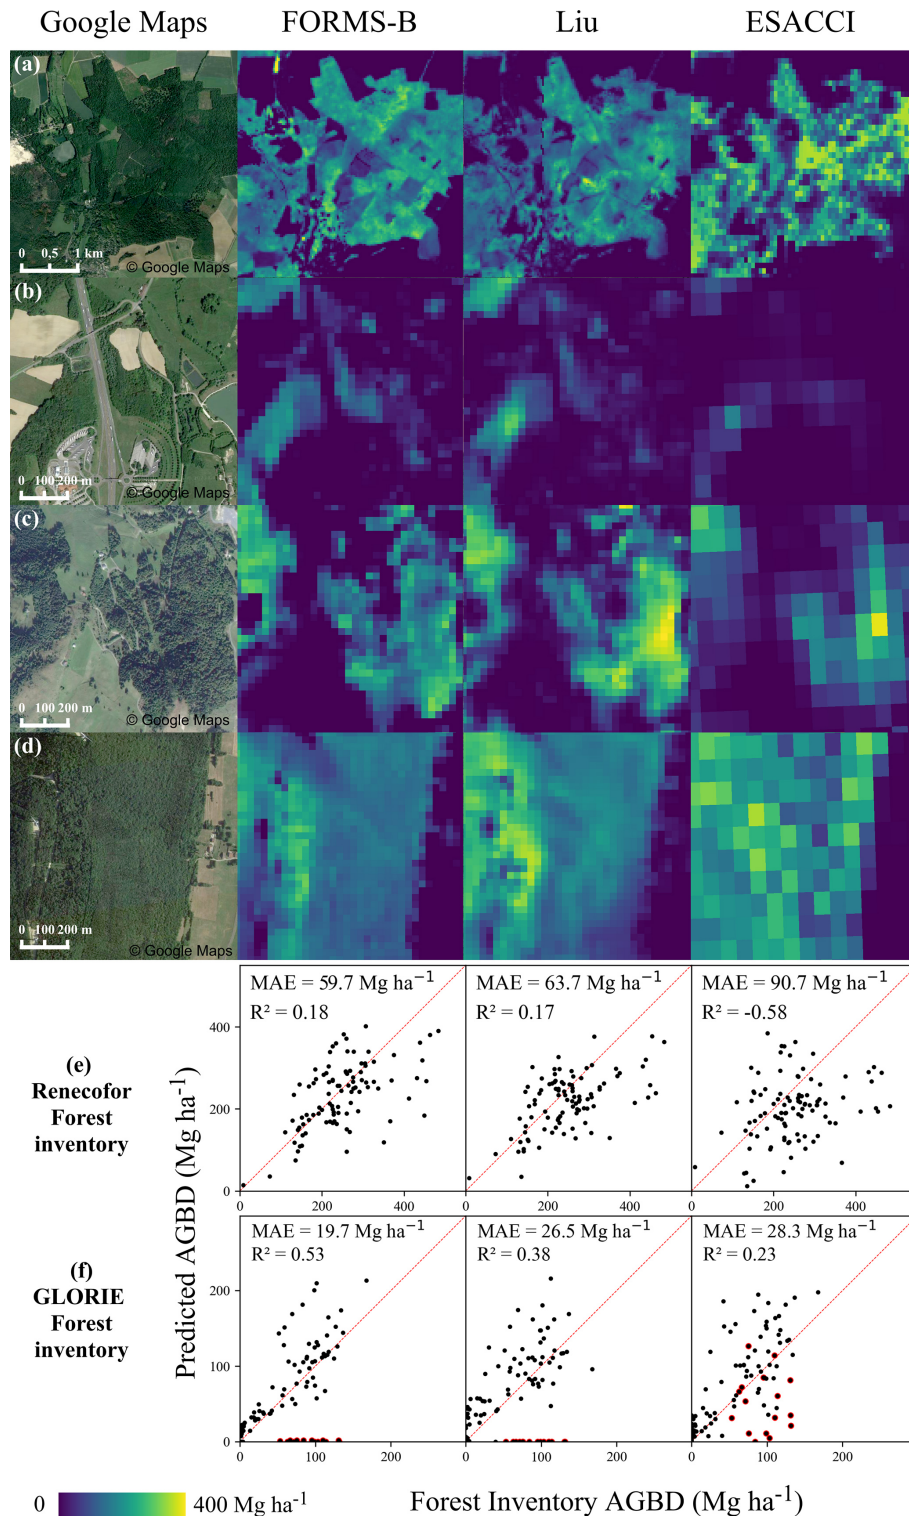 Google Maps FORMS-B Liu ESACCI
(a)
0 0,5 1 km
© Google Maps
(b)
0 100 200 m
© Google Maps
(c)
0 100 200 m
© Google Maps
(d)
0 100 200 m
© Google Maps
(e)
Renecofor
Forest
inventory
(f)
GLORIE
Forest
inventory
Predicted AGBD (Mg ha⁻¹)
MAE = 59.7 Mg ha⁻¹
R² = 0.18
400
200
0
0 200 400
MAE = 63.7 Mg ha⁻¹
R² = 0.17
0 200 400
MAE = 90.7 Mg ha⁻¹
R² = -0.58
0 200 400
MAE = 19.7 Mg ha⁻¹
R² = 0.53
200
100
0
0 100 200
MAE = 26.5 Mg ha⁻¹
R² = 0.38
0 100 200
MAE = 28.3 Mg ha⁻¹
R² = 0.23
0 100 200
0 400 Mg ha⁻¹
Forest Inventory AGBD (Mg ha⁻¹)